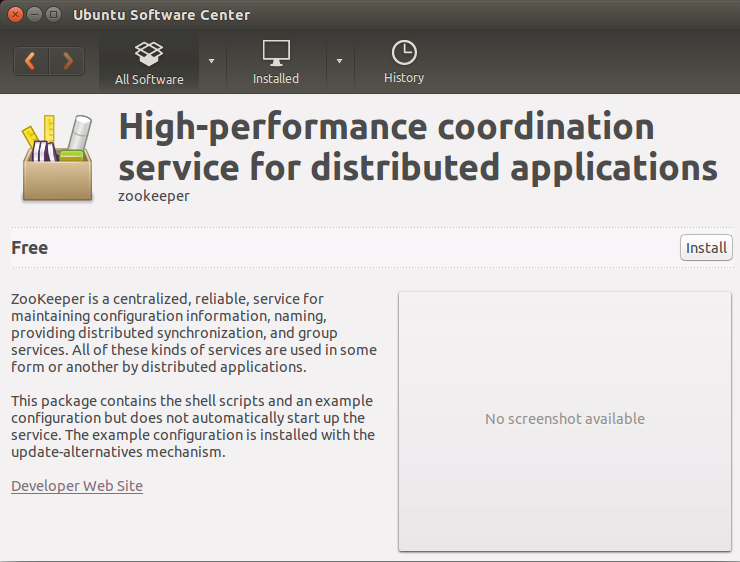 Ubuntu Software Center
All Software
Installed
History
High-performance coordination
service for distributed applications
zookeeper
Free
Install
ZooKeeper is a centralized, reliable, service for
maintaining configuration information, naming,
providing distributed synchronization, and group
services. All of these kinds of services are used in some
form or another by distributed applications.
This package contains the shell scripts and an example
configuration but does not automatically start up the
service. The example configuration is installed with the
update-alternatives mechanism.
Developer Web Site
No screenshot available